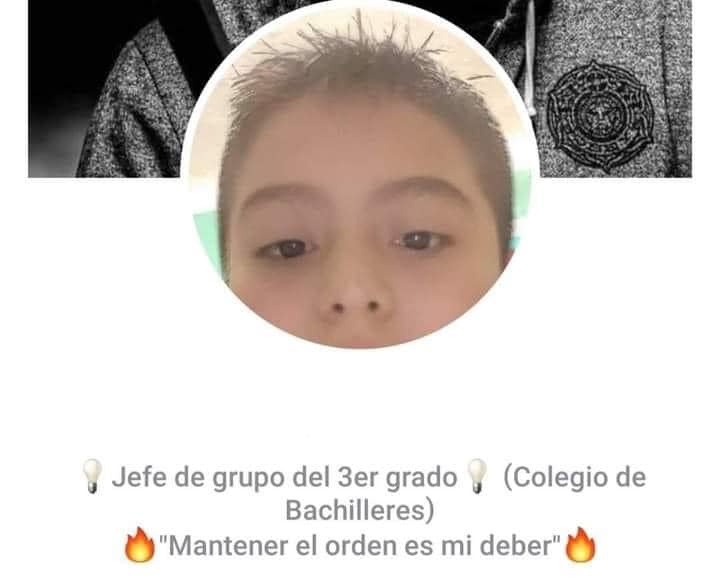 💡Jefe de grupo del 3er grado💡 (Colegio de
Bachilleres)
🔥"Mantener el orden es mi deber"🔥